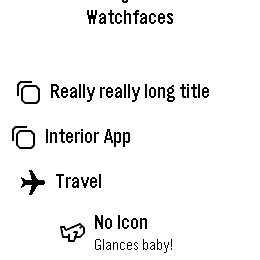 Watchfaces
Really really long title
Interior App
Travel
No Icon
Glances baby!